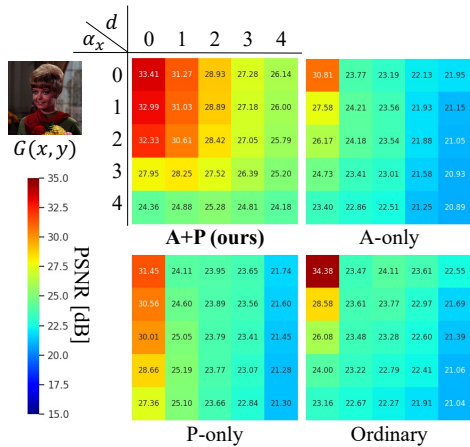 d
α_x
0 1 2 3 4
0 33.41 31.27 28.93 27.28 26.14
1 32.99 31.03 28.89 27.18 26.00
2 32.33 30.61 28.42 27.05 25.79
3 27.95 28.25 27.52 26.39 25.20
4 24.36 24.88 25.28 24.81 24.18
A+P (ours)
30.81 23.77 23.19 22.13 21.95
27.58 24.21 23.56 21.93 21.15
26.17 24.18 23.54 21.88 21.05
24.73 23.41 23.01 21.58 20.93
23.40 22.86 22.51 21.25 20.89
A-only
G(x, y)
PSNR [dB]
35.0
32.5
30.0
27.5
25.0
22.5
20.0
17.5
15.0
31.45 24.11 23.95 23.65 21.74
30.56 24.60 23.89 23.56 21.60
30.01 25.05 23.79 23.41 21.45
28.66 25.19 23.77 23.07 21.28
27.36 25.10 23.66 22.84 21.30
P-only
34.38 23.47 24.11 23.61 22.55
28.58 23.61 23.77 22.97 21.69
26.08 23.48 23.28 22.60 21.39
24.00 23.22 22.79 22.41 21.06
23.16 22.67 22.27 21.91 21.04
Ordinary